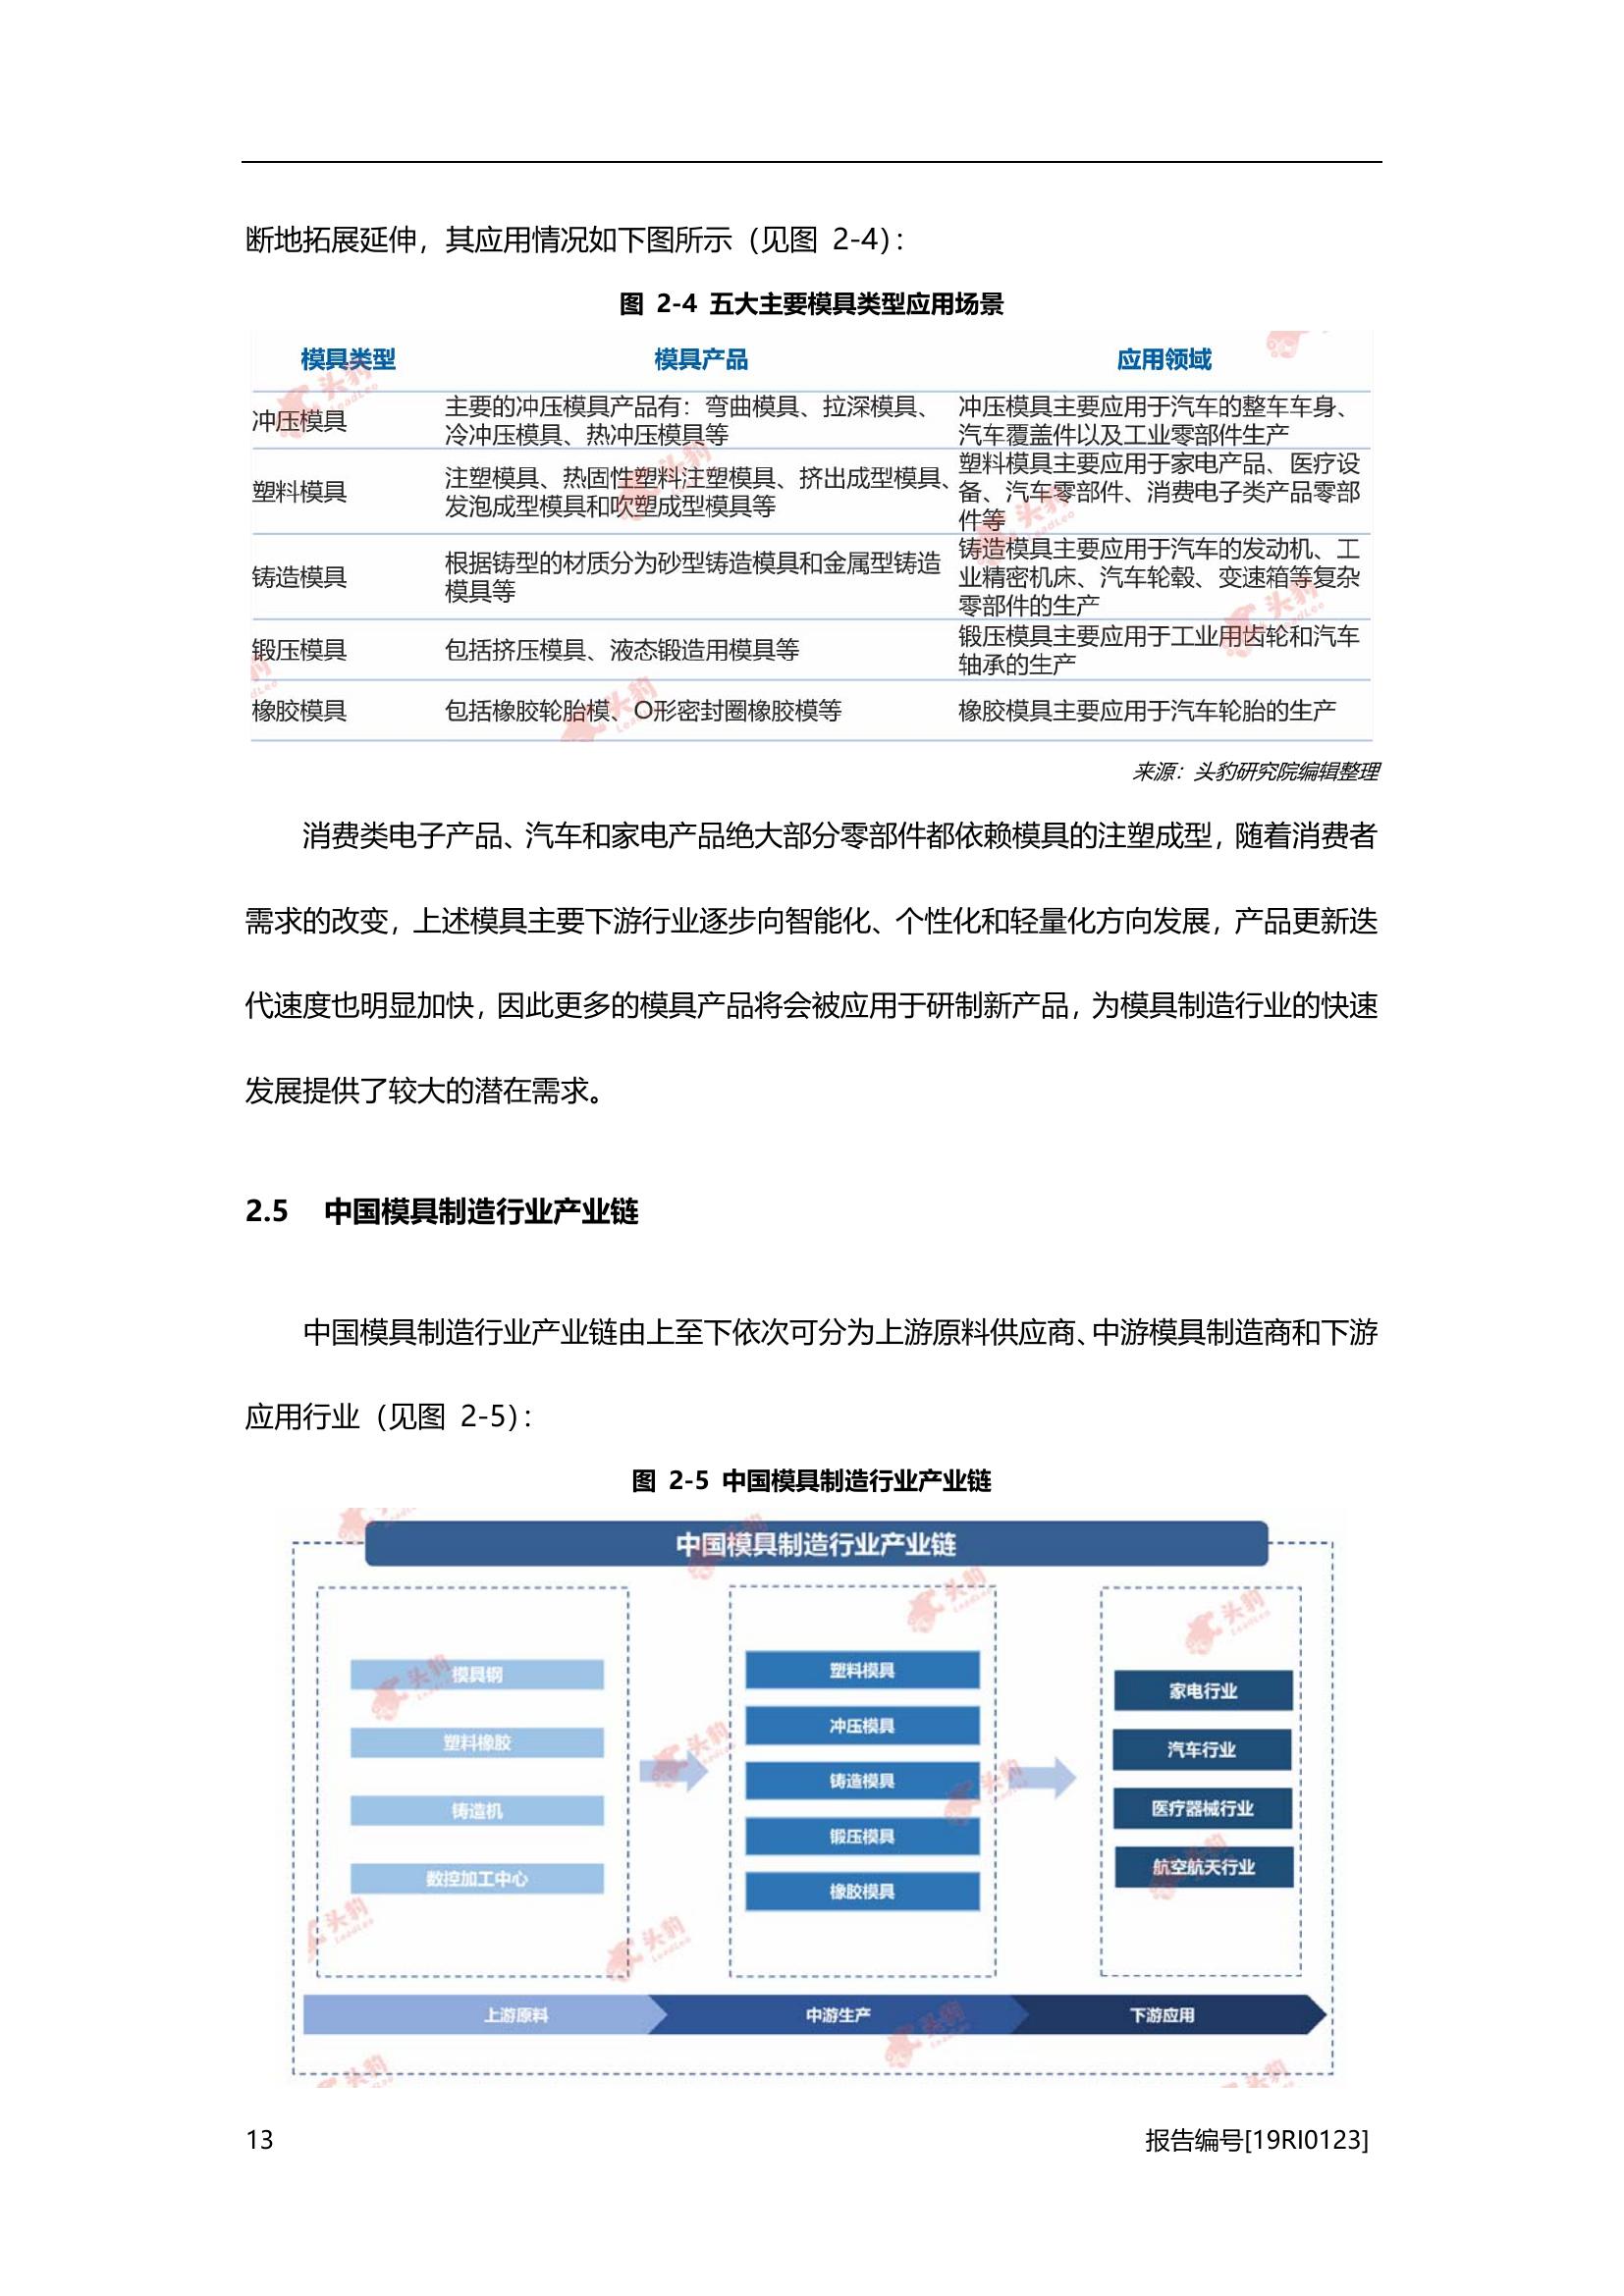 断地拓展延伸，其应用情况如下图所示（见图 2-4）：
图 2-4 五大主要模具类型应用场景
模具类型 模具产品 应用领域
冲压模具
主要的冲压模具产品有：弯曲模具、拉深模具、
冷冲压模具、热冲压模具等
冲压模具主要应用于汽车的整车车身、
汽车覆盖件以及工业零部件生产
塑料模具
注塑模具、热固性塑料注塑模具、挤出成型模具、
发泡成型模具和吹塑成型模具等
塑料模具主要应用于家电产品、医疗设
备、汽车零部件、消费电子类产品零部
件等
铸造模具
根据铸型的材质分为砂型铸造模具和金属型铸造
模具等
铸造模具主要应用于汽车的发动机、工
业精密机床、汽车轮毂、变速箱等复杂
零部件的生产
锻压模具
包括挤压模具、液态锻造用模具等
锻压模具主要应用于工业用齿轮和汽车
轴承的生产
橡胶模具
包括橡胶轮胎模、O形密封圈橡胶模等
橡胶模具主要应用于汽车轮胎的生产
来源：头豹研究院编辑整理
消费类电子产品、汽车和家电产品绝大部分零部件都依赖模具的注塑成型，随着消费者
需求的改变，上述模具主要下游行业逐步向智能化、个性化和轻量化方向发展，产品更新迭
代速度也明显加快，因此更多的模具产品将会被应用于研制新产品，为模具制造行业的快速
发展提供了较大的潜在需求。
2.5 中国模具制造行业产业链
中国模具制造行业产业链由上至下依次可分为上游原料供应商、中游模具制造商和下游
应用行业（见图 2-5）：
图 2-5 中国模具制造行业产业链
中国模具制造行业产业链
模具钢
塑料橡胶
铸造机
数控加工中心
塑料模具
冲压模具
铸造模具
锻压模具
橡胶模具
家电行业
汽车行业
医疗器械行业
航空航天行业
上游原料
中游生产
下游应用
13
报告编号[19RI0123]
头豹
LeadLeo